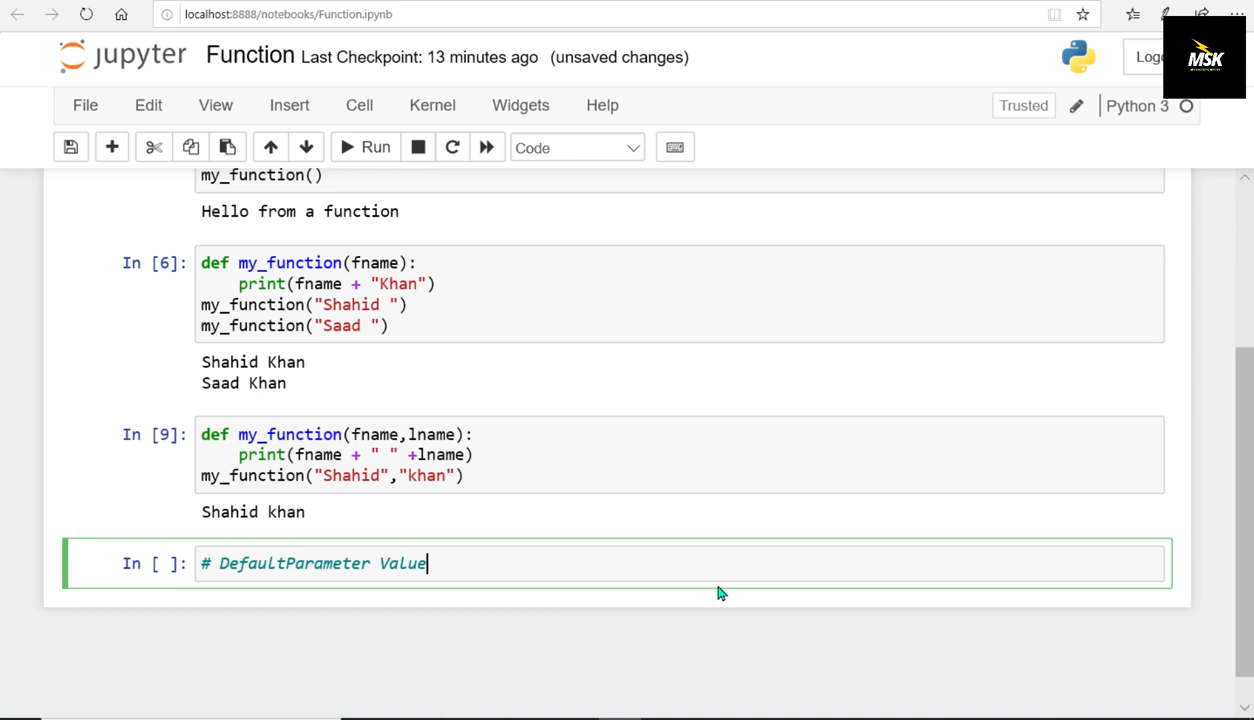 localhost:8888/notebooks/Function.ipynb
jupyter Function Last Checkpoint: 13 minutes ago (unsaved changes)
MSK
File Edit View Insert Cell Kernel Widgets Help Trusted Python 3
Run Code
my_function()
Hello from a function
In [6]: def my_function(fname):
print(fname + "Khan")
my_function("Shahid ")
my_function("Saad ")
Shahid Khan
Saad Khan
In [9]: def my_function(fname,lname):
print(fname + " " +lname)
my_function("Shahid","khan")
Shahid khan
In [ ]: # DefaultParameter Value